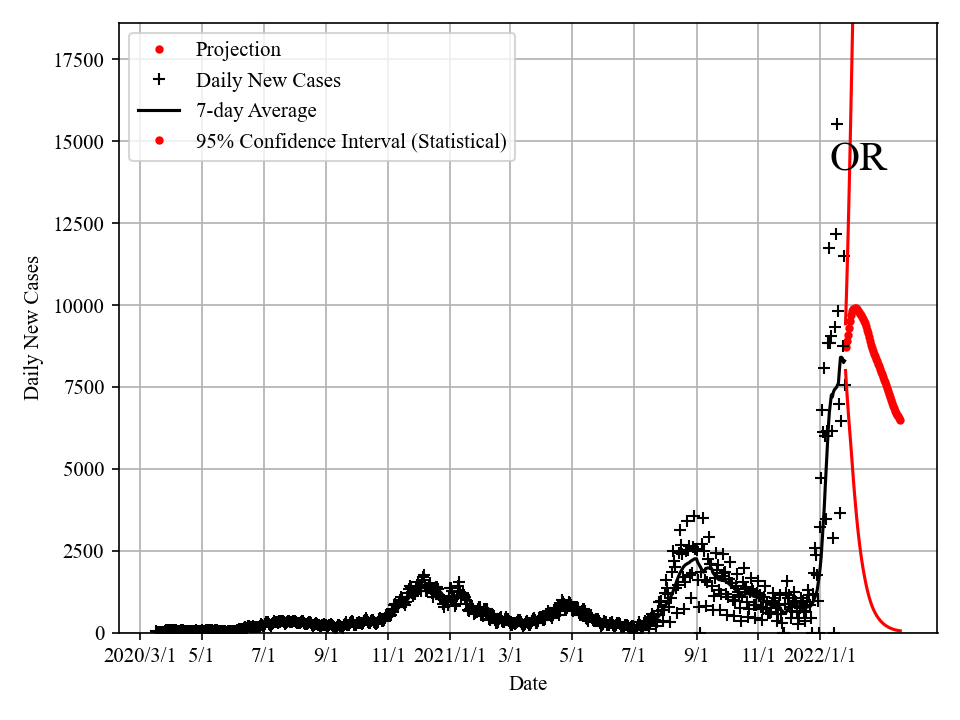 Projection
Daily New Cases
7-day Average
95% Confidence Interval (Statistical)
OR
17500
15000
12500
10000
7500
5000
2500
0
Daily New Cases
2020/3/1 5/1 7/1 9/1 11/1 2021/1/1 3/1 5/1 7/1 9/1 11/1 2022/1/1
Date